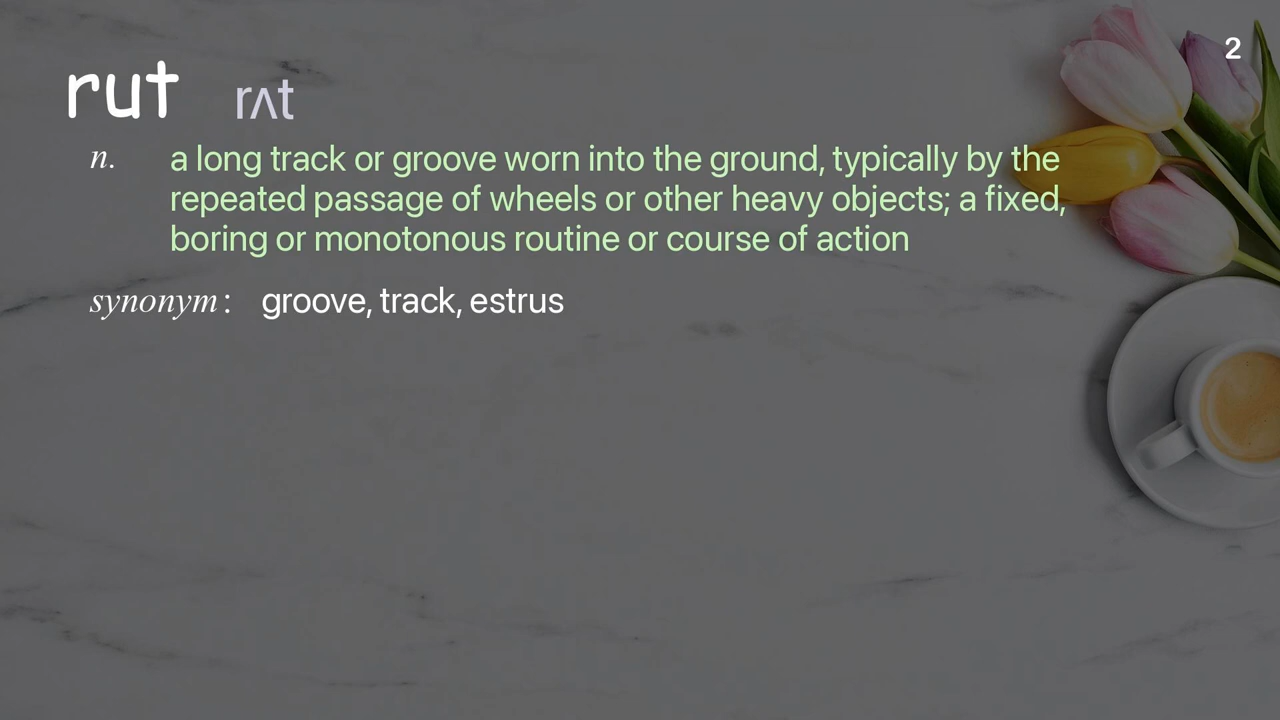 2
rut rʌt
n. a long track or groove worn into the ground, typically by the
repeated passage of wheels or other heavy objects; a fixed,
boring or monotonous routine or course of action
synonym: groove, track, estrus